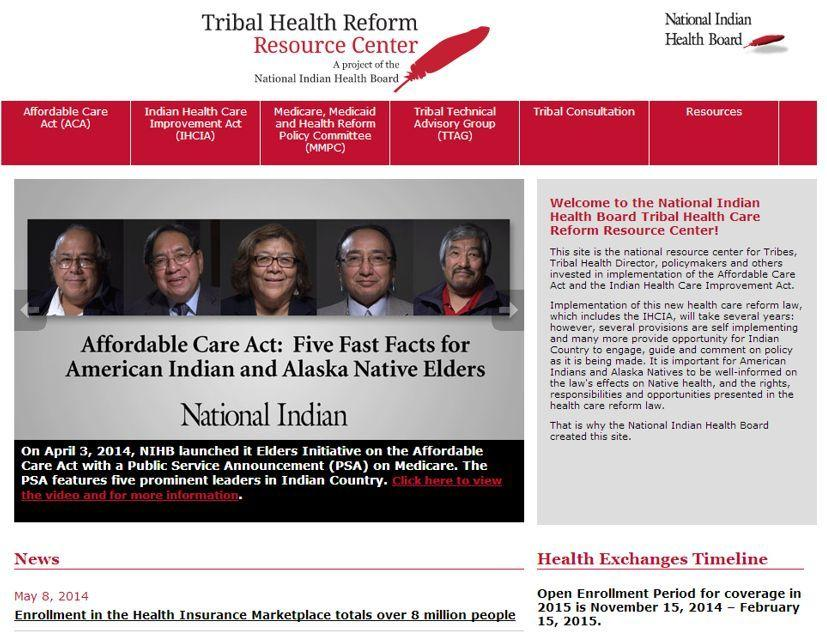 Tribal Health Reform
Resource Center
A project of the
National Indian Health Board
National Indian
Health Board
Affordable Care
Act (ACA)
Indian Health Care
Improvement Act
(IHCIA)
Medicare, Medicaid
and Health Reform
Policy Committee
(MMPC)
Tribal Technical
Advisory Group
(TTAG)
Tribal Consultation
Resources
Affordable Care Act: Five Fast Facts for
American Indian and Alaska Native Elders
National Indian
On April 3, 2014, NIHB launched it Elders Initiative on the Affordable
Care Act with a Public Service Announcement (PSA) on Medicare. The
PSA features five prominent leaders in Indian Country. Click here to view
the video and for more information.
Welcome to the National Indian
Health Board Tribal Health Care
Reform Resource Center!
This site is the national resource center for Tribes,
Tribal Health Director, policymakers and others
invested in implementation of the Affordable Care
Act and the Indian Health Care Improvement Act.
Implementation of this new health care reform law,
which includes the IHCIA, will take several years:
however, several provisions are self implementing
and many more provide opportunity for Indian
Country to engage, guide and comment on policy
as it is being made. It is important for American
Indians and Alaska Natives to be well-informed on
the law's effects on Native health, and the rights,
responsibilities and opportunities presented in the
health care reform law.
That is why the National Indian Health Board
created this site.
News
May 8, 2014
Enrollment in the Health Insurance Marketplace totals over 8 million people
Health Exchanges Timeline
Open Enrollment Period for coverage in
2015 is November 15, 2014 – February
15, 2015.